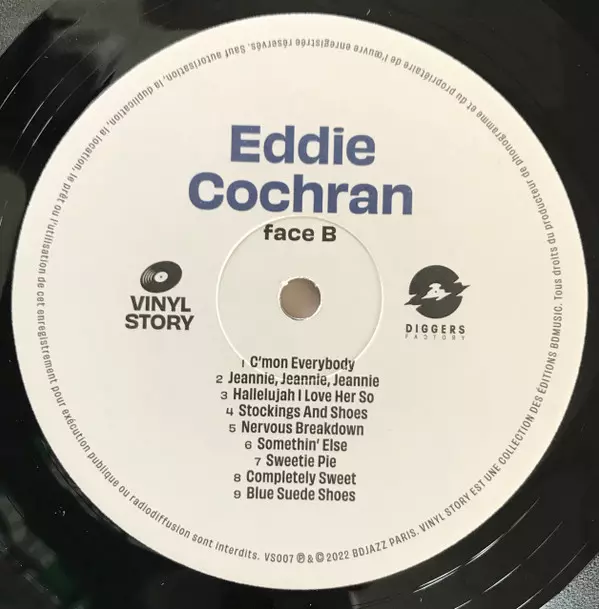 Eddie
Cochran
face B
VINYL
STORY
DIGGERS
FACTORY
1 C'mon Everybody
2 Jeannie, Jeannie, Jeannie
3 Hallelujah I Love Her So
4 Stockings And Shoes
5 Nervous Breakdown
6 Somethin' Else
7 Sweetie Pie
8 Completely Sweet
9 Blue Suede Shoes
VS007 ℗ & © 2022 BDJAZZ PARIS. VINYL STORY EST UNE COLLECTION DES ÉDITIONS BDMUSIC. Tous droits du producteur de phonogramme et du propriétaire de l'œuvre enregistrée réservés. Sauf autorisation, la duplication, la location, le prêt ou l'utilisation de cet enregistrement pour exécution publique ou radiodiffusion sont interdits.